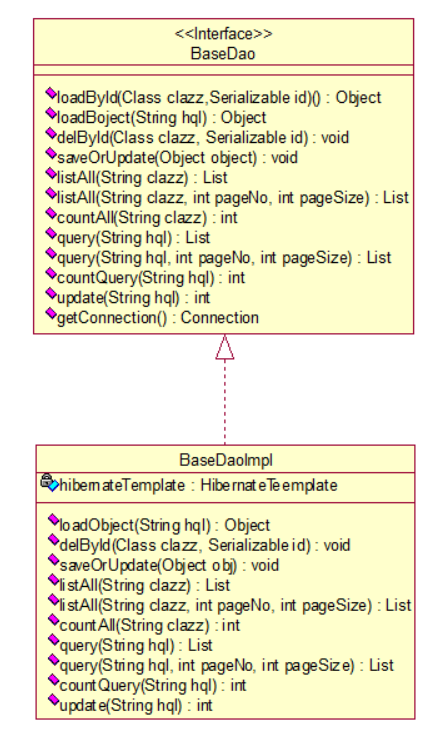 <<Interface>>
BaseDao
loadById(Class clazz,Serializable id)() : Object
loadBoject(String hql) : Object
delById(Class clazz, Serializable id) : void
saveOrUpdate(Object object) : void
listAll(String clazz) : List
listAll(String clazz, int pageNo, int pageSize) : List
countAll(String clazz) : int
query(String hql) : List
query(String hql, int pageNo, int pageSize) : List
countQuery(String hql) : int
update(String hql) : int
getConnection() : Connection
BaseDaoImpl
hibernateTemplate : HibernateTeemplate
loadObject(String hql) : Object
delById(Class clazz, Serializable id) : void
saveOrUpdate(Object obj) : void
listAll(String clazz) : List
listAll(String clazz, int pageNo, int pageSize) : List
countAll(String clazz) : int
query(String hql) : List
query(String hql, int pageNo, int pageSize) : List
countQuery(String hql) : int
update(String hql) : int